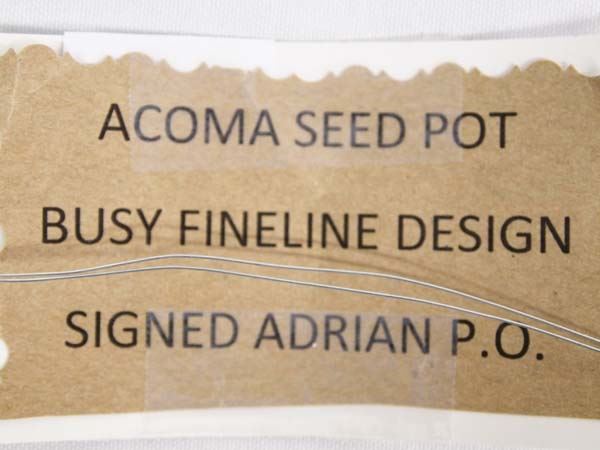 ACOMA SEED POT
BUSY FINELINE DESIGN
SIGNED ADRIAN P.O.